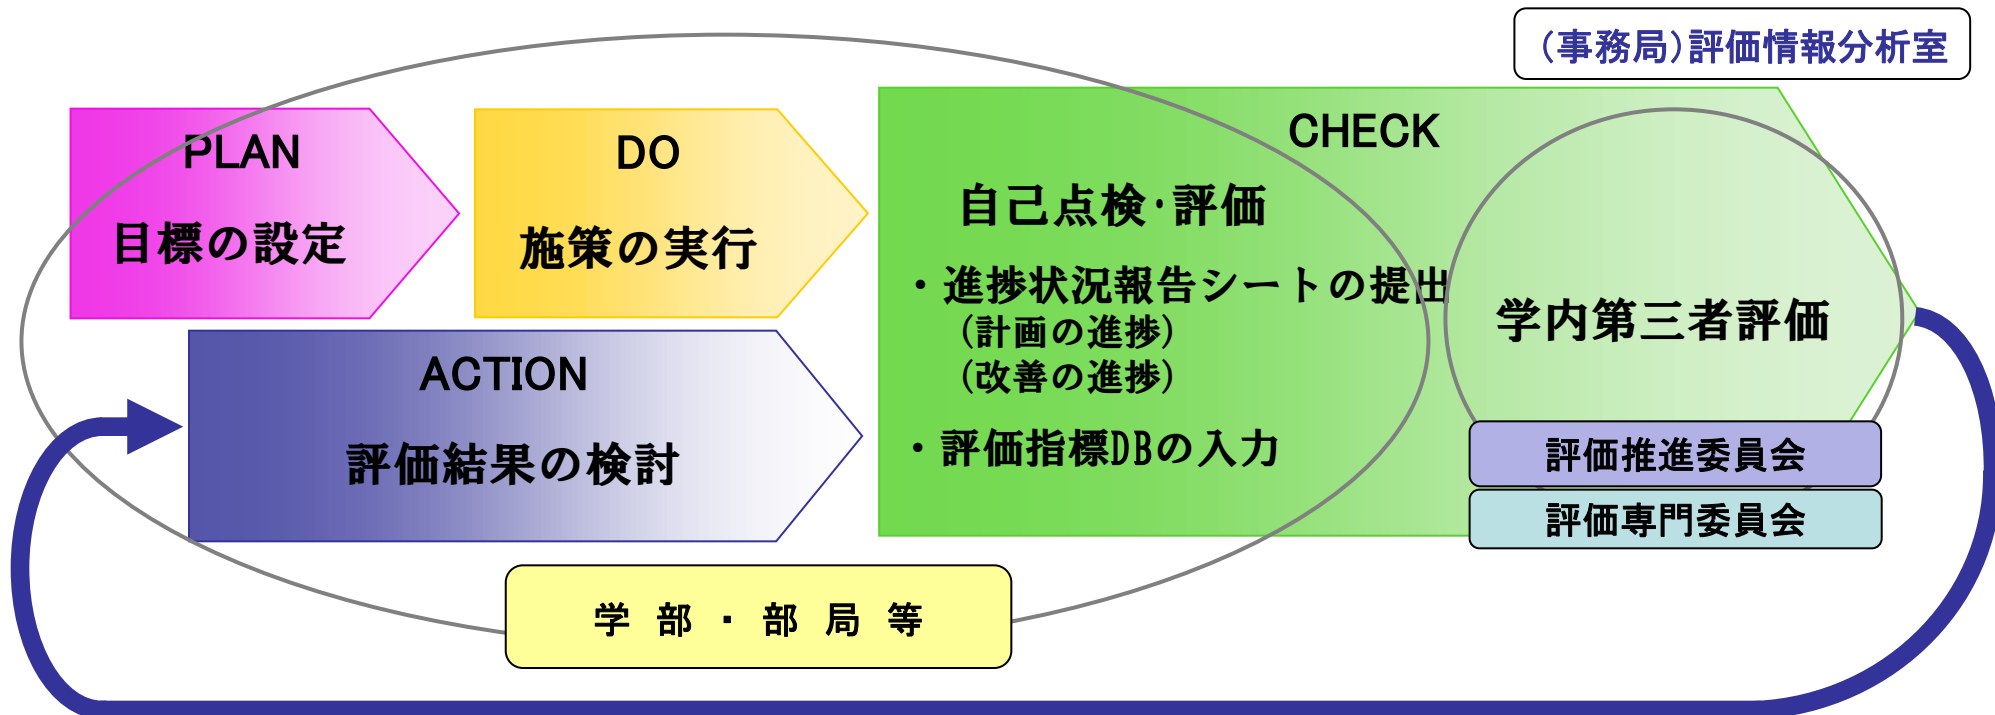 （事務局）評価情報分析室
PLAN
目標の設定
DO
施策の実行
CHECK
自己点検・評価
・進捗状況報告シートの提出
（計画の進捗）
（改善の進捗）
・評価指標DBの入力
学内第三者評価
評価推進委員会
評価専門委員会
ACTION
評価結果の検討
学 部 ・ 部 局 等